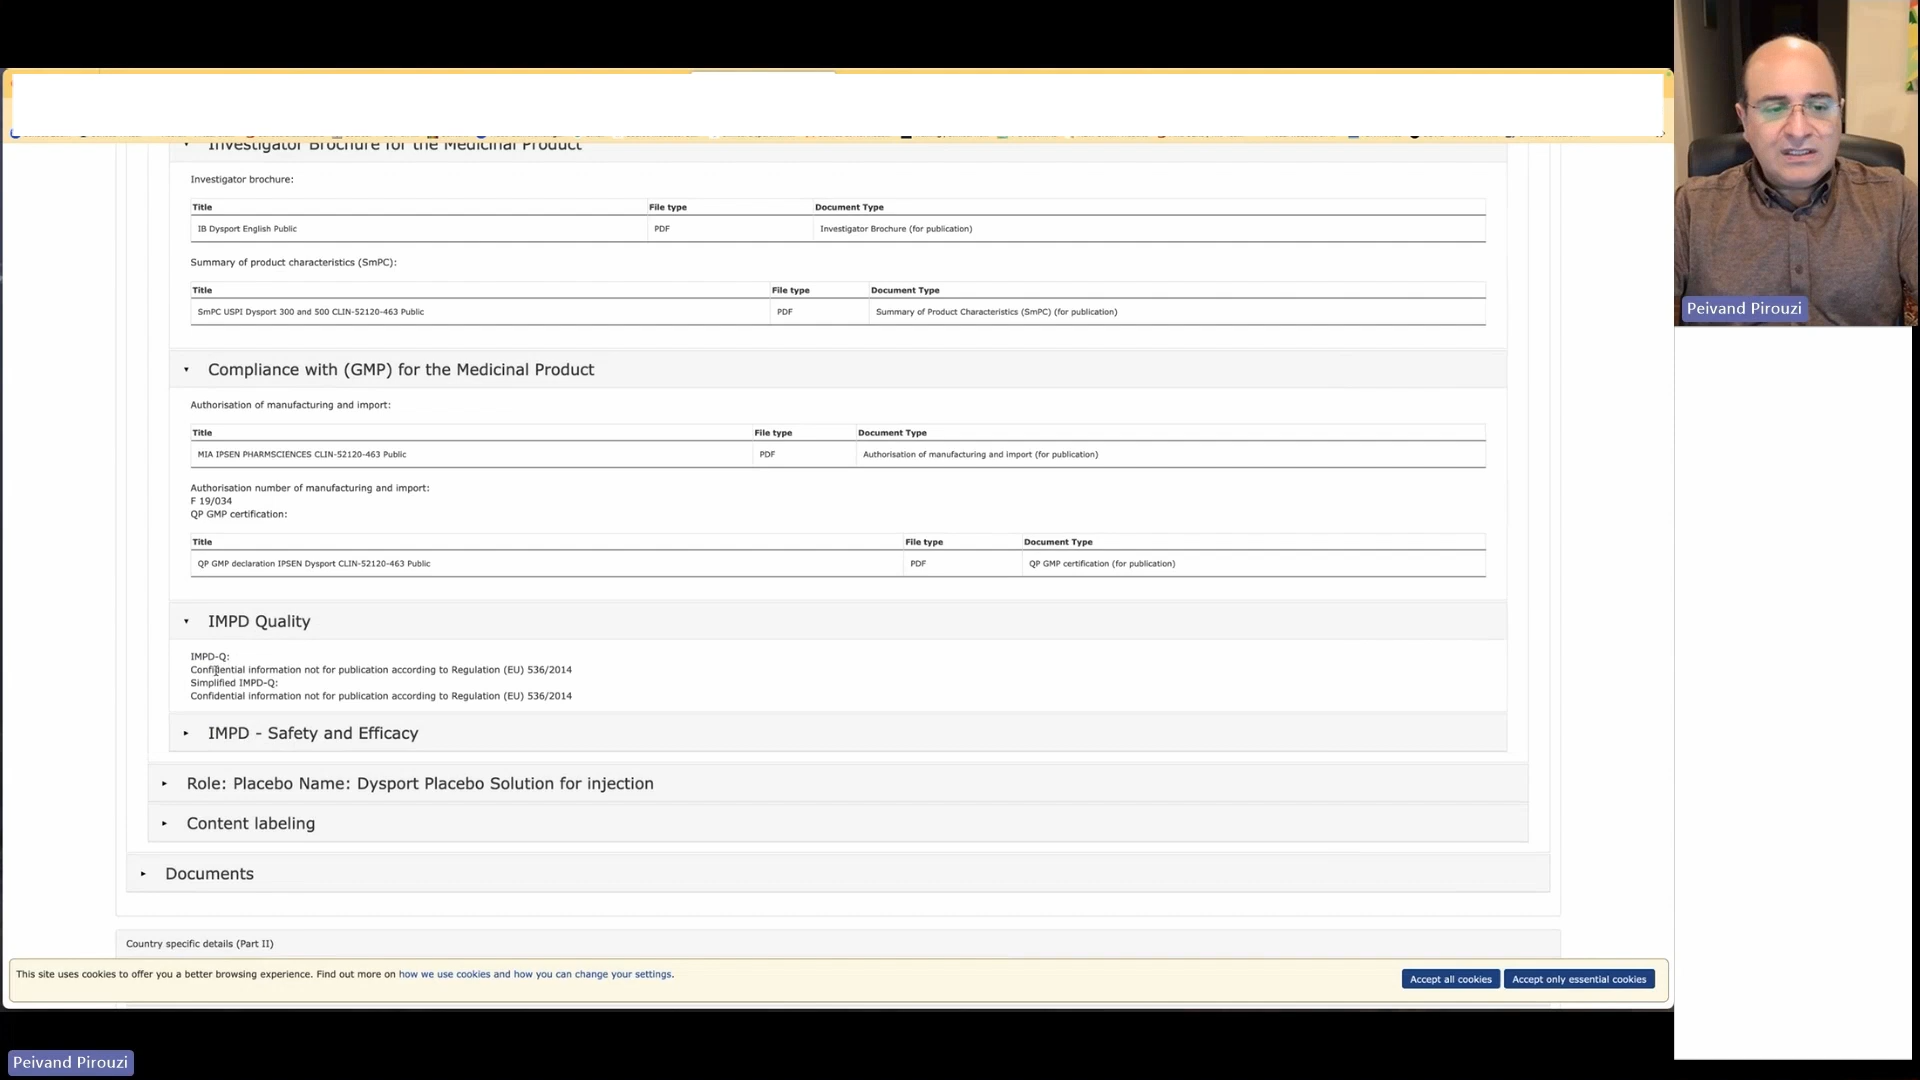 Investigator Brochure for the Medicinal Product
Investigator brochure:
Title File type Document Type
IB Dysport English Public PDF Investigator Brochure (for publication)
Summary of product characteristics (SmPC):
Title File type Document Type
SmPC USPI Dysport 300 and 500 CLIN-52120-463 Public PDF Summary of Product Characteristics (SmPC) (for publication)
Compliance with (GMP) for the Medicinal Product
Authorisation of manufacturing and import:
Title File type Document Type
MIA IPSEN PHARMSCIENCES CLIN-52120-463 Public PDF Authorisation of manufacturing and import (for publication)
Authorisation number of manufacturing and import:
F 19/034
QP GMP certification:
Title File type Document Type
QP GMP declaration IPSEN Dysport CLIN-52120-463 Public PDF QP GMP certification (for publication)
IMPD Quality
IMPD-Q:
Confidential information not for publication according to Regulation (EU) 536/2014
Simplified IMPD-Q:
Confidential information not for publication according to Regulation (EU) 536/2014
IMPD - Safety and Efficacy
Role: Placebo Name: Dysport Placebo Solution for injection
Content labeling
Documents
Country specific details (Part II)
This site uses cookies to offer you a better browsing experience. Find out more on how we use cookies and how you can change your settings.
Accept all cookies Accept only essential cookies
Peivand Pirouzi
Peivand Pirouzi